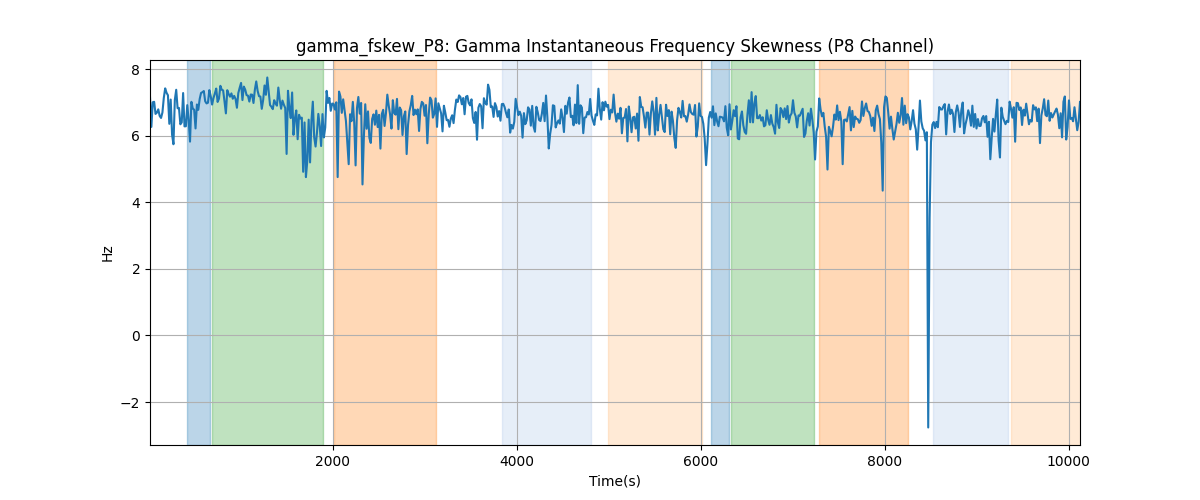 gamma_fskew_P8: Gamma Instantaneous Frequency Skewness (P8 Channel)
8
6
4
2
0
−2
Hz
2000 4000 6000 8000 10000
Time(s)